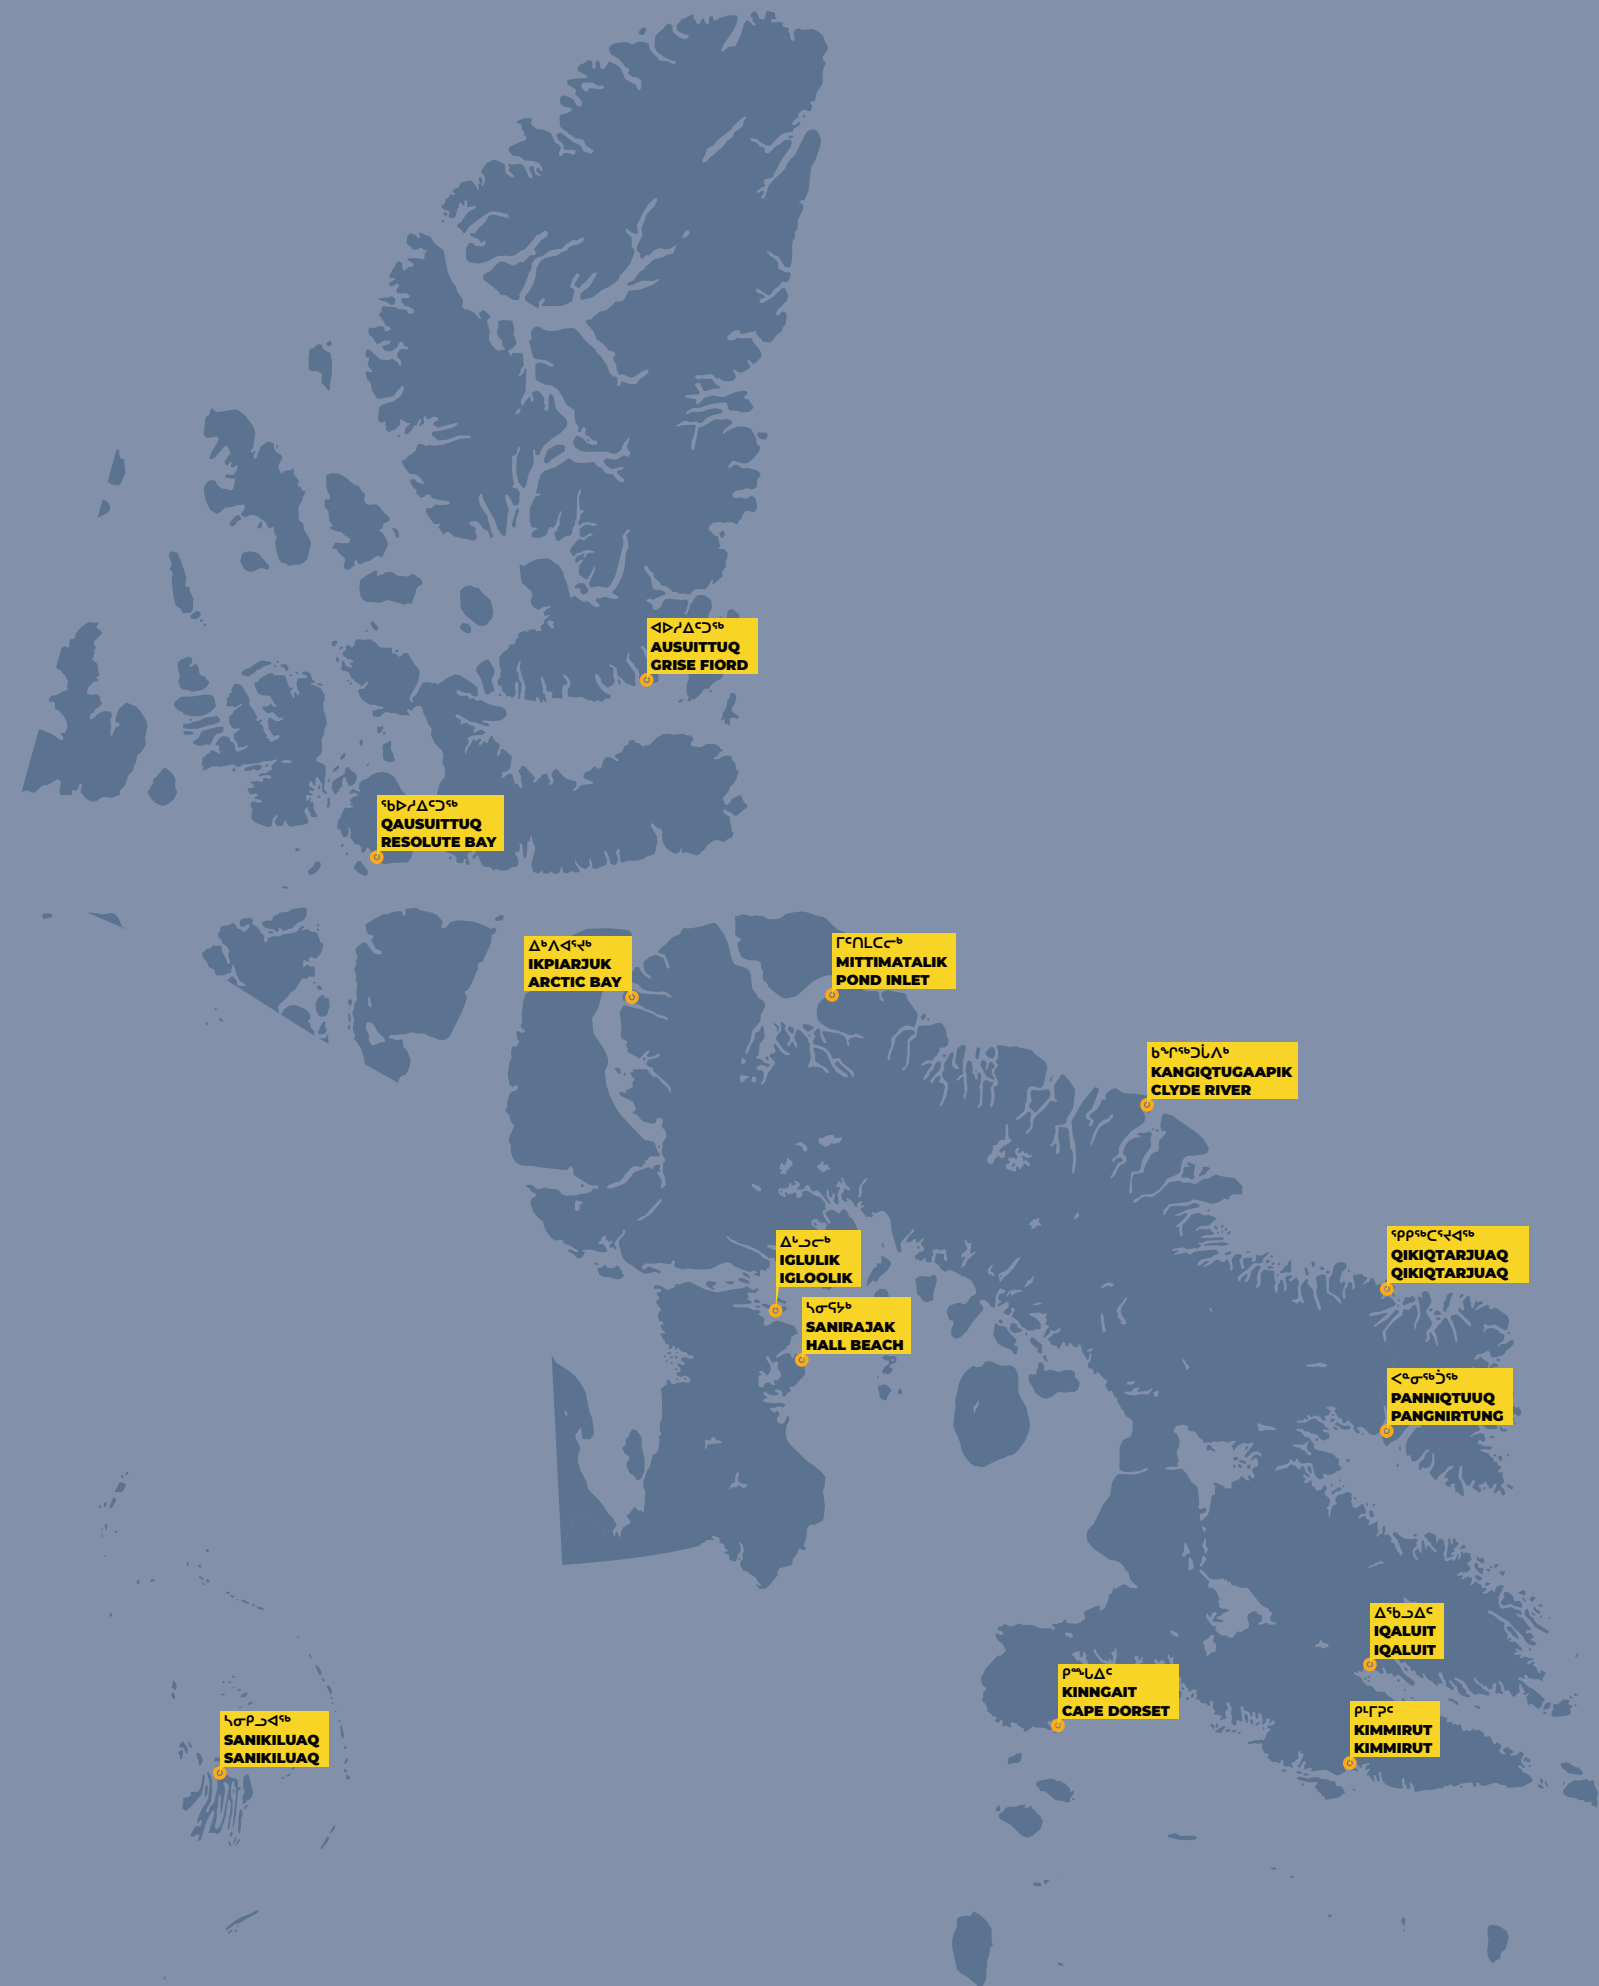 ᐊᐅᓱᐃᑦᑐᖅ
AUSUITTUQ
GRISE FIORD
ᖃᐅᓱᐃᑦᑐᖅ
QAUSUITTUQ
RESOLUTE BAY
ᐃᒃᐱᐊᕐᔪᒃ
IKPIARJUK
ARCTIC BAY
ᒥᑦᑎᒪᑕᓕᒃ
MITTIMATALIK
POND INLET
ᑲᖏᖅᑐᒑᐱᒃ
KANGIQTUGAAPIK
CLYDE RIVER
ᐃᒡᓗᓕᒃ
IGLULIK
IGLOOLIK
ᓴᓂᕋᔭᒃ
SANIRAJAK
HALL BEACH
ᕿᑭᖅᑕᕐᔪᐊᖅ
QIKIQTARJUAQ
QIKIQTARJUAQ
ᐸᓐᓂᖅᑑᖅ
PANNIQTUUQ
PANGNIRTUNG
ᐃᖃᓗᐃᑦ
IQALUIT
IQALUIT
ᑭᙵᐃᑦ
KINNGAIT
CAPE DORSET
ᑭᒻᒥᕈᑦ
KIMMIRUT
KIMMIRUT
ᓴᓂᑭᓗᐊᖅ
SANIKILUAQ
SANIKILUAQ